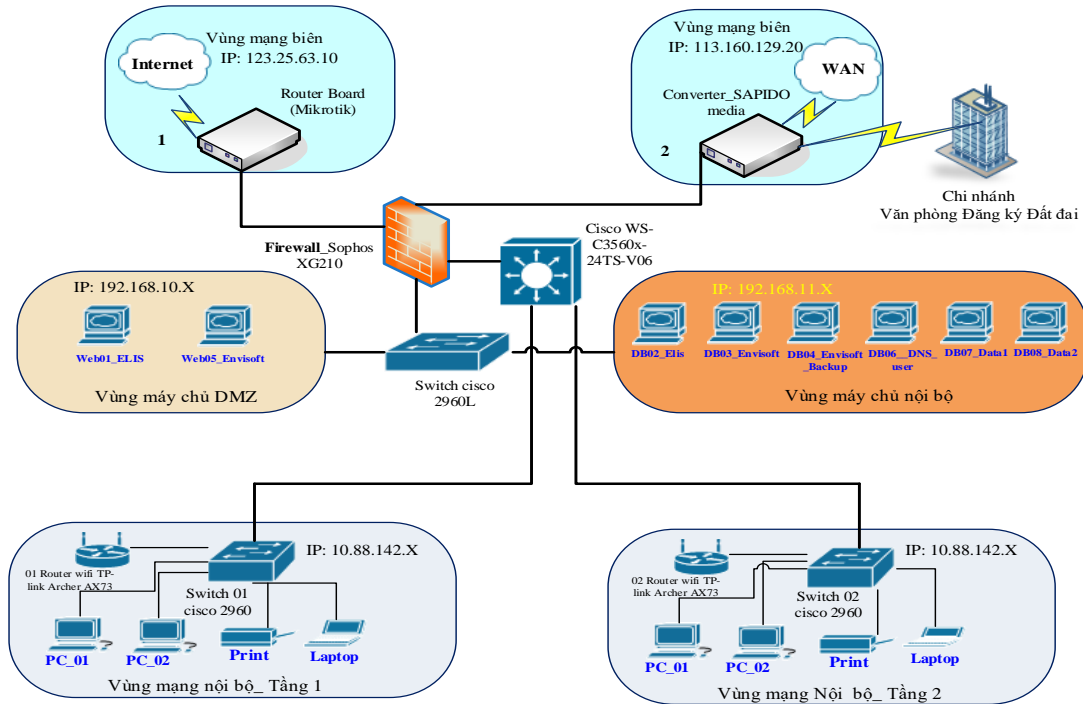 Vùng mạng biên
IP: 123.25.63.10
Internet
Router Board
(Mikrotik)
1
Vùng mạng biên
IP: 113.160.129.20
WAN
Converter_SAPIDO
media
2
Chi nhánh
Văn phòng Đăng ký Đất đai
Firewall_Sophos
XG210
Cisco WS-
C3560x-
24TS-V06
IP: 192.168.10.X
Web01_ELIS
Web05_Envisoft
Vùng máy chủ DMZ
Switch cisco
2960L
IP: 192.168.11.X
DB02_Elis
DB03_Envisoft
DB04_Envisoft
_Backup
DB06__DNS_
user
DB07_Data1
DB08_Data2
Vùng máy chủ nội bộ
IP: 10.88.142.X
01 Router wifi TP-
link Archer AX73
Switch 01
cisco 2960
PC_01
PC_02
Print
Laptop
Vùng mạng nội bộ_ Tầng 1
IP: 10.88.142.X
02 Router wifi TP-
link Archer AX73
Switch 02
cisco 2960
PC_01
PC_02
Print
Laptop
Vùng mạng Nội bộ_ Tầng 2